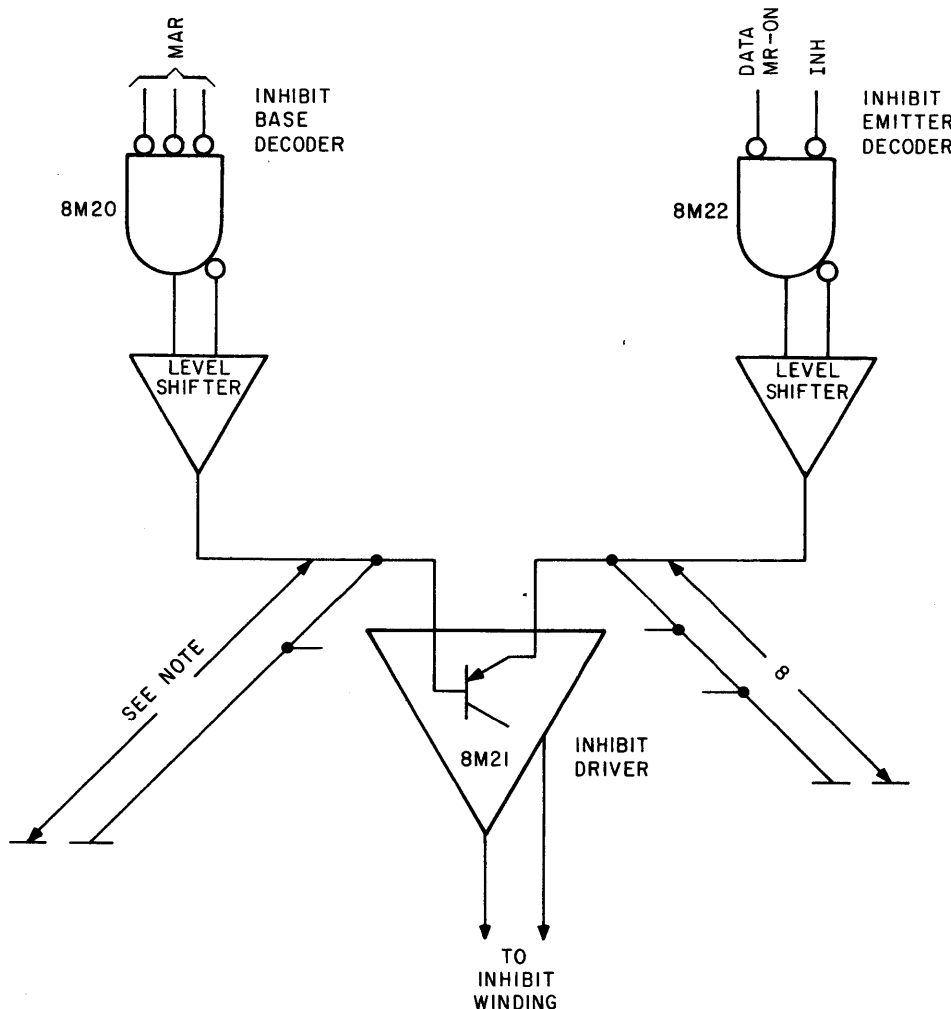 MAR
INHIBIT
BASE
DECODER
8M20
LEVEL
SHIFTER
DATA
MR-ON
INH
INHIBIT
EMITTER
DECODER
8M22
LEVEL
SHIFTER
SEE NOTE
8
8M21
INHIBIT
DRIVER
TO
INHIBIT
WINDING